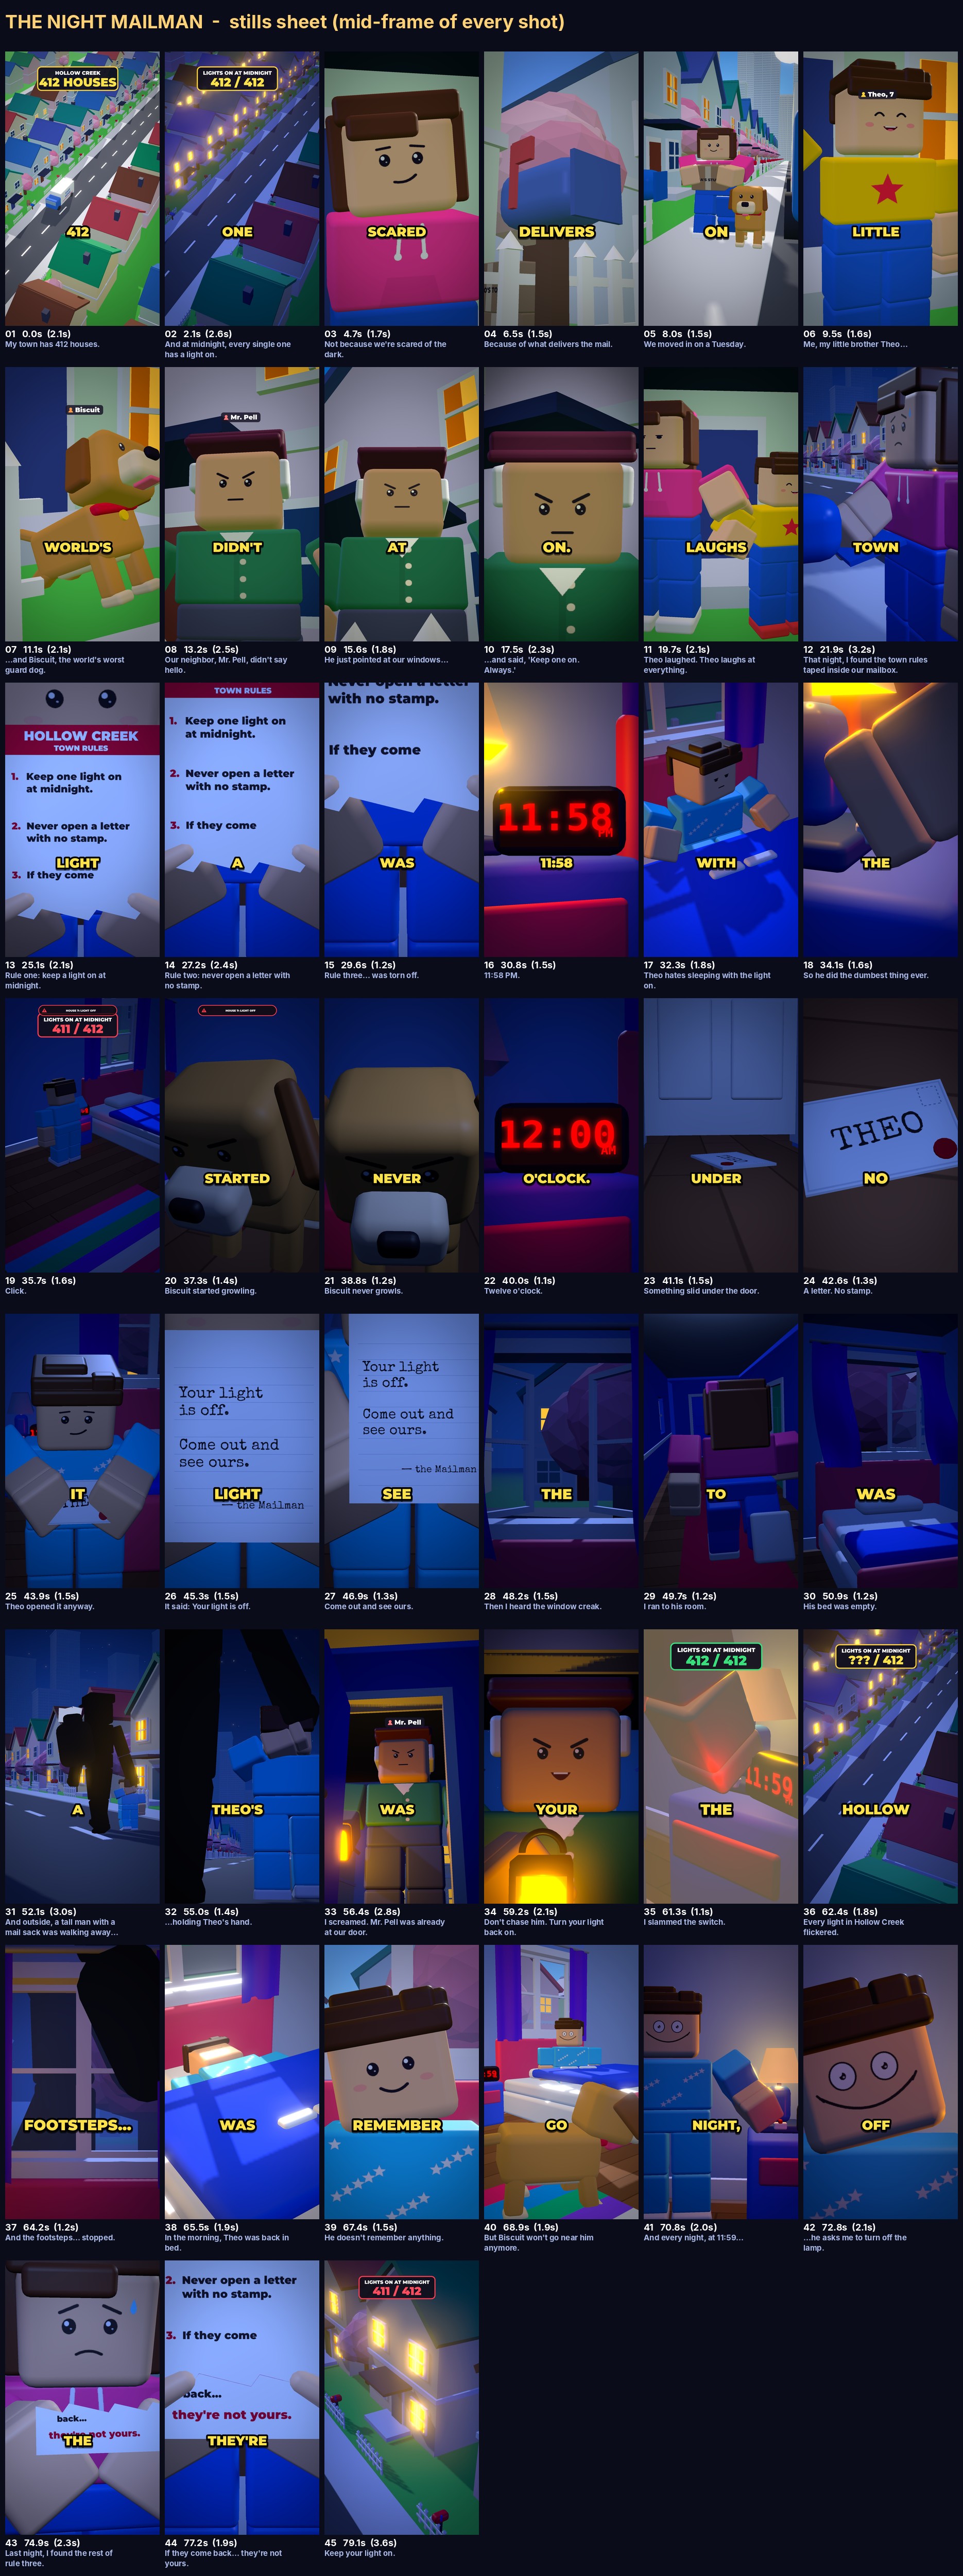 THE NIGHT MAILMAN - stills sheet (mid-frame of every shot)
HOLLOW CREEK
412 HOUSES
412
01 0.0s (2.1s)
My town has 412 houses.
LIGHTS ON AT MIDNIGHT
412 / 412
ONE
02 2.1s (2.6s)
And at midnight, every single one
has a light on.
SCARED
03 4.7s (1.7s)
Not because we're scared of the
dark.
DELIVERS
04 6.5s (1.5s)
Because of what delivers the mail.
ON
05 8.0s (1.5s)
We moved in on a Tuesday.
Theo, 7
LITTLE
06 9.5s (1.6s)
Me, my little brother Theo...
Biscuit
WORLD'S
07 11.1s (2.1s)
...and Biscuit, the world's worst
guard dog.
Mr. Pell
DIDN'T
08 13.2s (2.5s)
Our neighbor, Mr. Pell, didn't say
hello.
AT
09 15.6s (1.8s)
He just pointed at our windows...
ON.
10 17.5s (2.3s)
...and said, 'Keep one on.
Always.'
LAUGHS
11 19.7s (2.1s)
Theo laughed. Theo laughs at
everything.
TOWN
12 21.9s (3.2s)
That night, I found the town rules
taped inside our mailbox.
HOLLOW CREEK
TOWN RULES
1. Keep one light on
at midnight.
2. Never open a letter
with no stamp.
LIGHT
3. If they come
13 25.1s (2.1s)
Rule one: keep a light on at
midnight.
TOWN RULES
1. Keep one light on
at midnight.
2. Never open a letter
with no stamp.
3. If they come
A
14 27.2s (2.4s)
Rule two: never open a letter with
no stamp.
Never open a letter
with no stamp.
If they come
WAS
15 29.6s (1.2s)
Rule three... was torn off.
11:58
PM
11:58
16 30.8s (1.5s)
11:58 PM.
WITH
17 32.3s (1.8s)
Theo hates sleeping with the light
on.
THE
18 34.1s (1.6s)
So he did the dumbest thing ever.
LIGHTS ON AT MIDNIGHT
411 / 412
19 35.7s (1.6s)
Click.
STARTED
20 37.3s (1.4s)
Biscuit started growling.
NEVER
21 38.8s (1.2s)
Biscuit never growls.
12:00
AM
O'CLOCK.
22 40.0s (1.1s)
Twelve o'clock.
UNDER
23 41.1s (1.5s)
Something slid under the door.
THEO
NO
24 42.6s (1.3s)
A letter. No stamp.
IT
25 43.9s (1.5s)
Theo opened it anyway.
Your light
is off.
Come out and
see ours.
LIGHT
— the Mailman
26 45.3s (1.5s)
It said: Your light is off.
Your light
is off.
Come out and
see ours.
— the Mailman
SEE
27 46.9s (1.3s)
Come out and see ours.
THE
28 48.2s (1.5s)
Then I heard the window creak.
TO
29 49.7s (1.2s)
I ran to his room.
WAS
30 50.9s (1.2s)
His bed was empty.
A
31 52.1s (3.0s)
And outside, a tall man with a
mail sack was walking away...
THEO'S
32 55.0s (1.4s)
...holding Theo's hand.
Mr. Pell
WAS
33 56.4s (2.8s)
I screamed. Mr. Pell was already
at our door.
YOUR
34 59.2s (2.1s)
Don't chase him. Turn your light
back on.
LIGHTS ON AT MIDNIGHT
412 / 412
11:59
THE
35 61.3s (1.1s)
I slammed the switch.
LIGHTS ON AT MIDNIGHT
??? / 412
HOLLOW
36 62.4s (1.8s)
Every light in Hollow Creek
flickered.
FOOTSTEPS...
37 64.2s (1.2s)
And the footsteps... stopped.
WAS
38 65.5s (1.9s)
In the morning, Theo was back in
bed.
REMEMBER
39 67.4s (1.5s)
He doesn't remember anything.
GO
40 68.9s (1.9s)
But Biscuit won't go near him
anymore.
NIGHT,
41 70.8s (2.0s)
And every night, at 11:59...
OFF
42 72.8s (2.1s)
...he asks me to turn off the
lamp.
back...
they're not yours.
THE
43 74.9s (2.3s)
Last night, I found the rest of
rule three.
2. Never open a letter
with no stamp.
3. If they come
back...
they're not yours.
THEY'RE
44 77.2s (1.9s)
If they come back... they're not
yours.
LIGHTS ON AT MIDNIGHT
411 / 412
45 79.1s (3.6s)
Keep your light on.